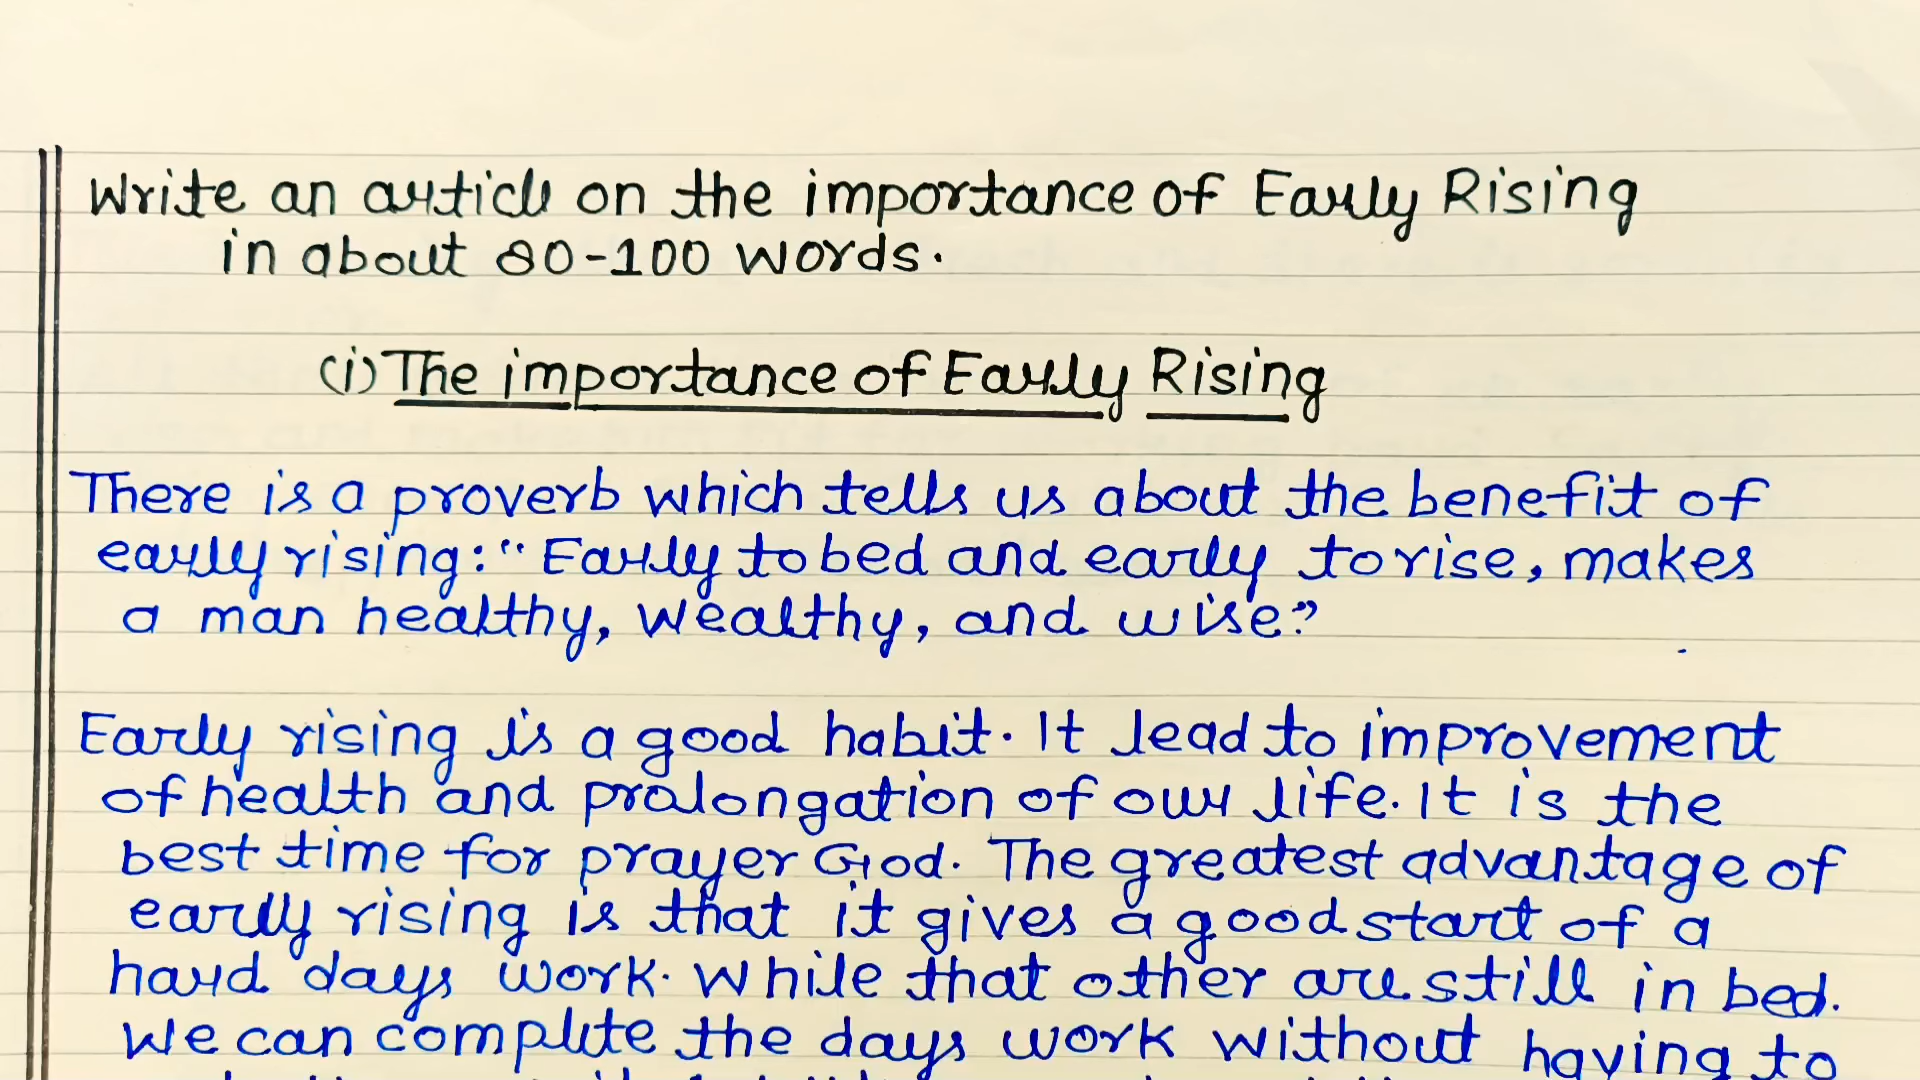 Write an article on the importance of Early Rising
in about 80-100 words.
(i) The importance of Early Rising
There is a proverb which tells us about the benefit of
early rising: "Early to bed and early to rise, makes
a man healthy, wealthy, and wise."
Early rising is a good habit. It lead to improvement
of health and prolongation of our life. It is the
best time for prayer God. The greatest advantage of
early rising is that it gives a good start of a
hard days work. While that other are still in bed.
We can complete the days work without having to